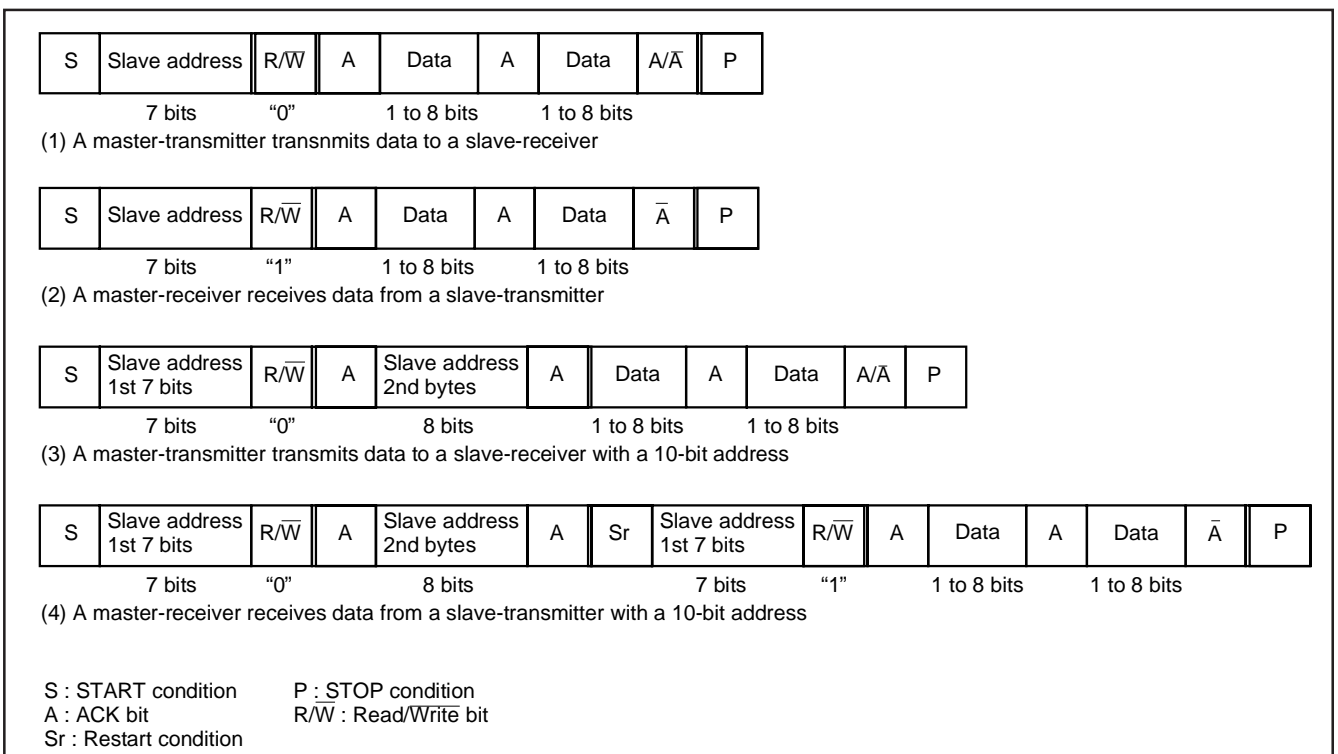 S Slave address R/W̅ A Data A Data A/A̅ P
7 bits “0” 1 to 8 bits 1 to 8 bits
(1) A master-transmitter transnmits data to a slave-receiver
S Slave address R/W̅ A Data A Data A̅ P
7 bits “1” 1 to 8 bits 1 to 8 bits
(2) A master-receiver receives data from a slave-transmitter
S Slave address 1st 7 bits R/W̅ A Slave address 2nd bytes A Data A Data A/A̅ P
7 bits “0” 8 bits 1 to 8 bits 1 to 8 bits
(3) A master-transmitter transmits data to a slave-receiver with a 10-bit address
S Slave address 1st 7 bits R/W̅ A Slave address 2nd bytes A Sr Slave address 1st 7 bits R/W̅ A Data A Data A̅ P
7 bits “0” 8 bits 7 bits “1” 1 to 8 bits 1 to 8 bits
(4) A master-receiver receives data from a slave-transmitter with a 10-bit address
S : START condition P : STOP condition
A : ACK bit R/W̅ : Read/W̅r̅i̅t̅e̅ bit
Sr : Restart condition